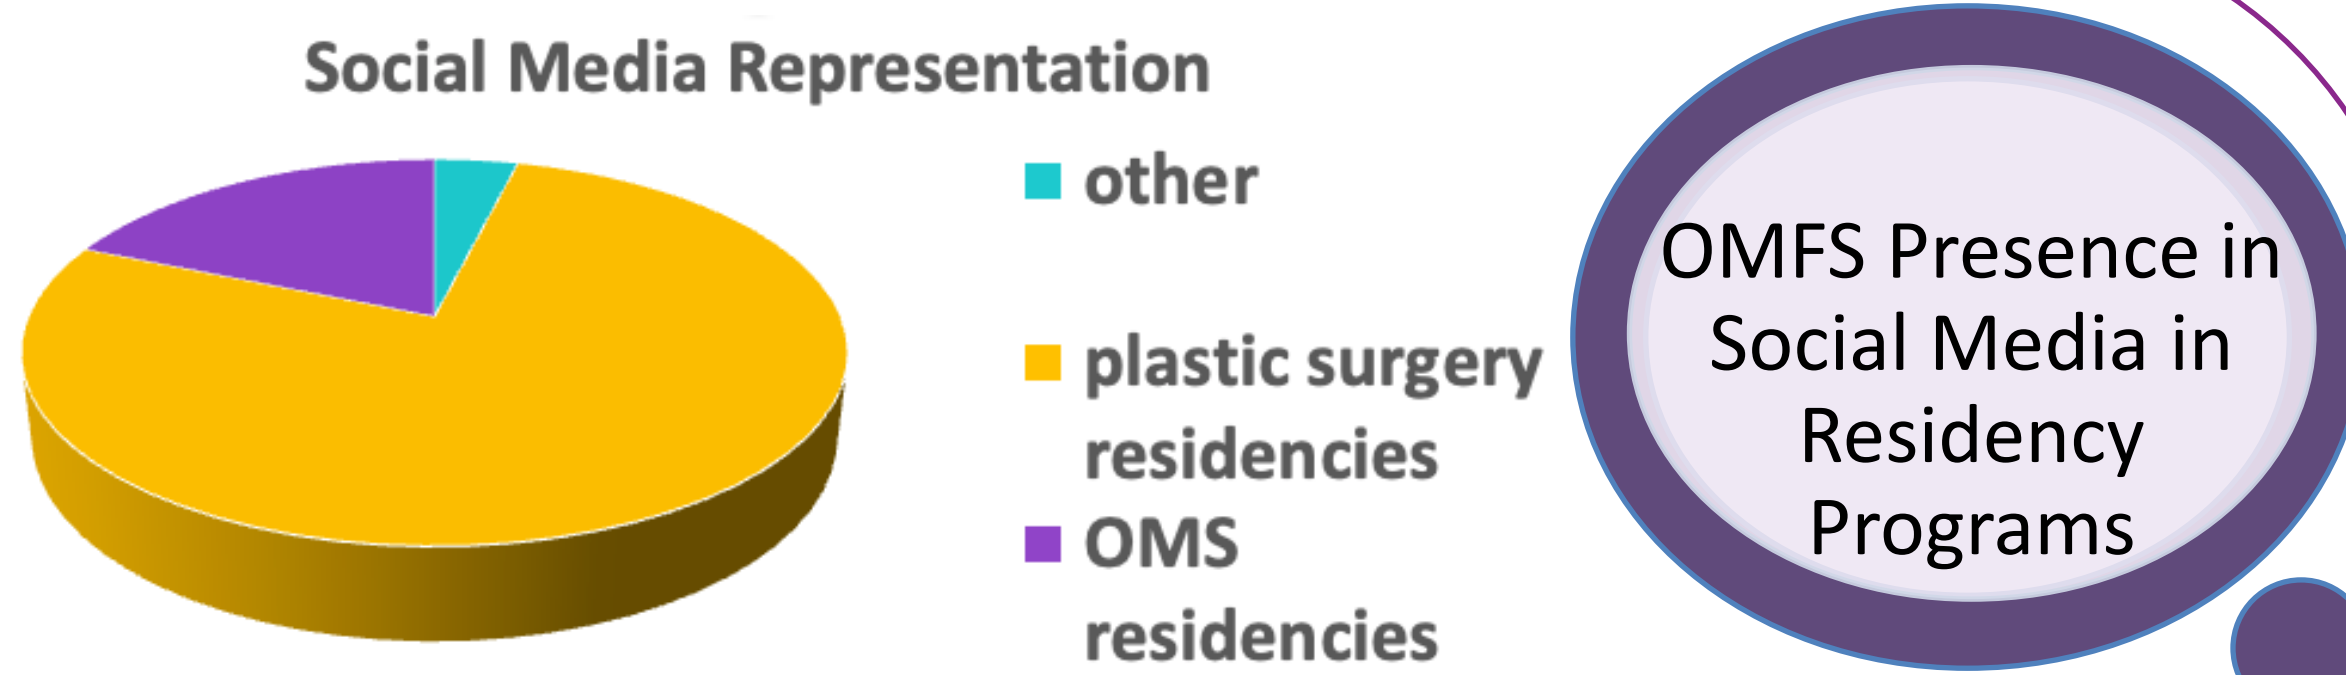 Social Media Representation
other
plastic surgery
residencies
OMS
residencies
OMFS Presence in
Social Media in
Residency
Programs